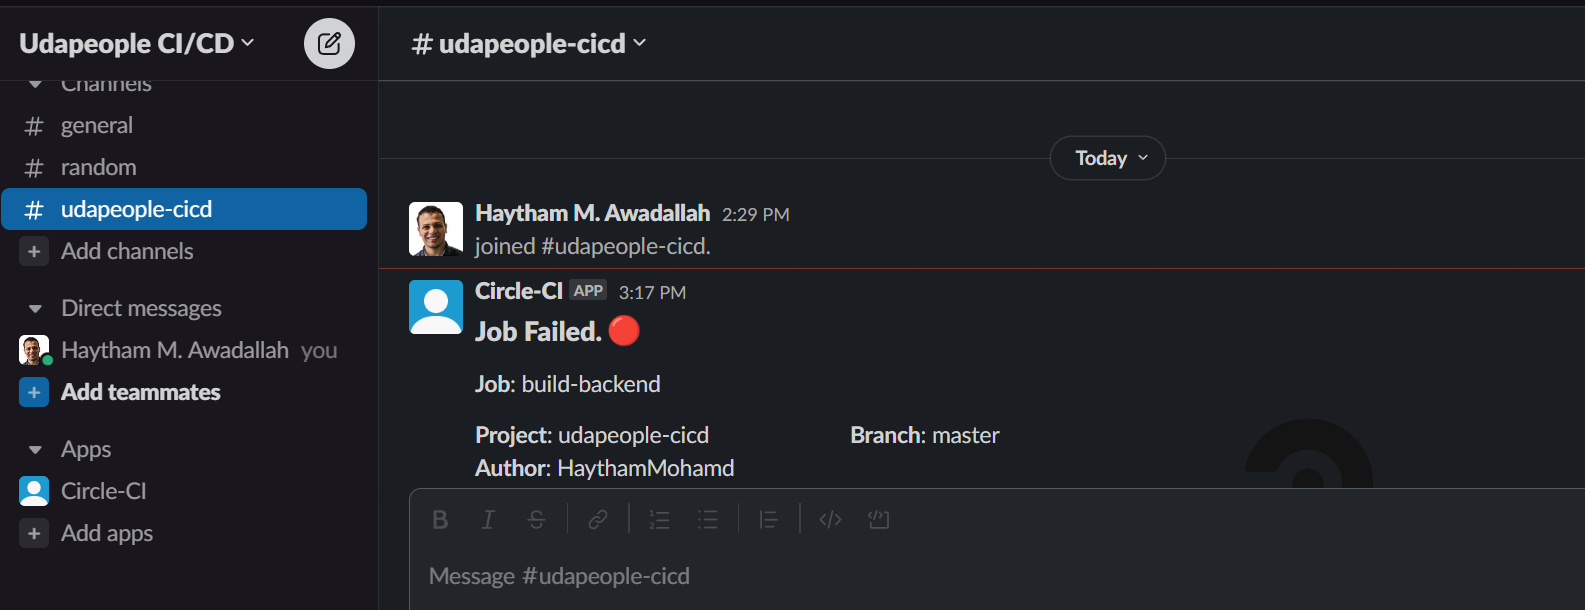 Udapeople CI/CD
Channels
# general
# random
# udapeople-cicd
+ Add channels
Direct messages
Haytham M. Awadallah you
+ Add teammates
Apps
Circle-CI
+ Add apps
# udapeople-cicd
Today
Haytham M. Awadallah 2:29 PM
joined #udapeople-cicd.
Circle-CI APP 3:17 PM
Job Failed.
Job: build-backend
Project: udapeople-cicd Branch: master
Author: HaythamMohamd
B I S
Message #udapeople-cicd